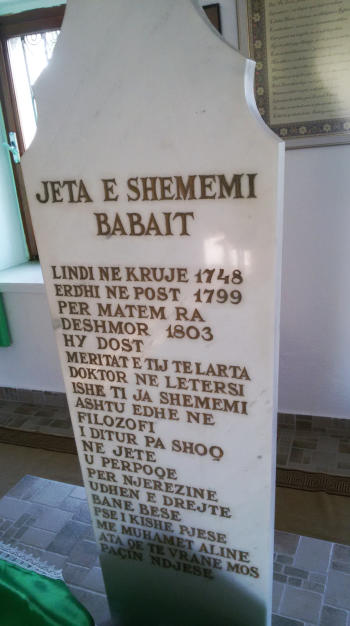 JETA E SHEMEMI
BABAIT
LINDI NE KRUJE 1748
ERDHI NE POST 1799
PER MATEM RA
DESHMOR 1803
HY DOST
MERITAT E TIJ TE LARTA
DOKTOR NE LETERSI
ISHE TI JA SHEMEMI
ASHTU EDHE NE
FILOZOFI
I DITUR PA SHOQ
NE JETE
U PERPOQE
PER NJEREZINE
UDHEN E DREJTE
BANE BESE
PSE I KISHE PJESE
ME MUHAMET ALINE
ATA QE TE VRANE MOS
PAÇIN NDJESE